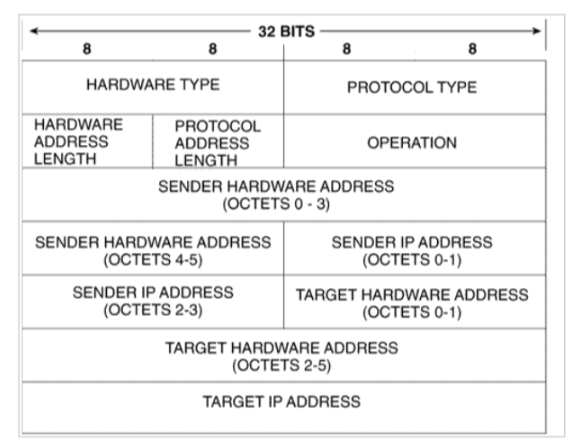 32 BITS
8 8 8 8
HARDWARE TYPE
PROTOCOL TYPE
HARDWARE
ADDRESS
LENGTH
PROTOCOL
ADDRESS
LENGTH
OPERATION
SENDER HARDWARE ADDRESS
(OCTETS 0 - 3)
SENDER HARDWARE ADDRESS
(OCTETS 4-5)
SENDER IP ADDRESS
(OCTETS 0-1)
SENDER IP ADDRESS
(OCTETS 2-3)
TARGET HARDWARE ADDRESS
(OCTETS 0-1)
TARGET HARDWARE ADDRESS
(OCTETS 2-5)
TARGET IP ADDRESS